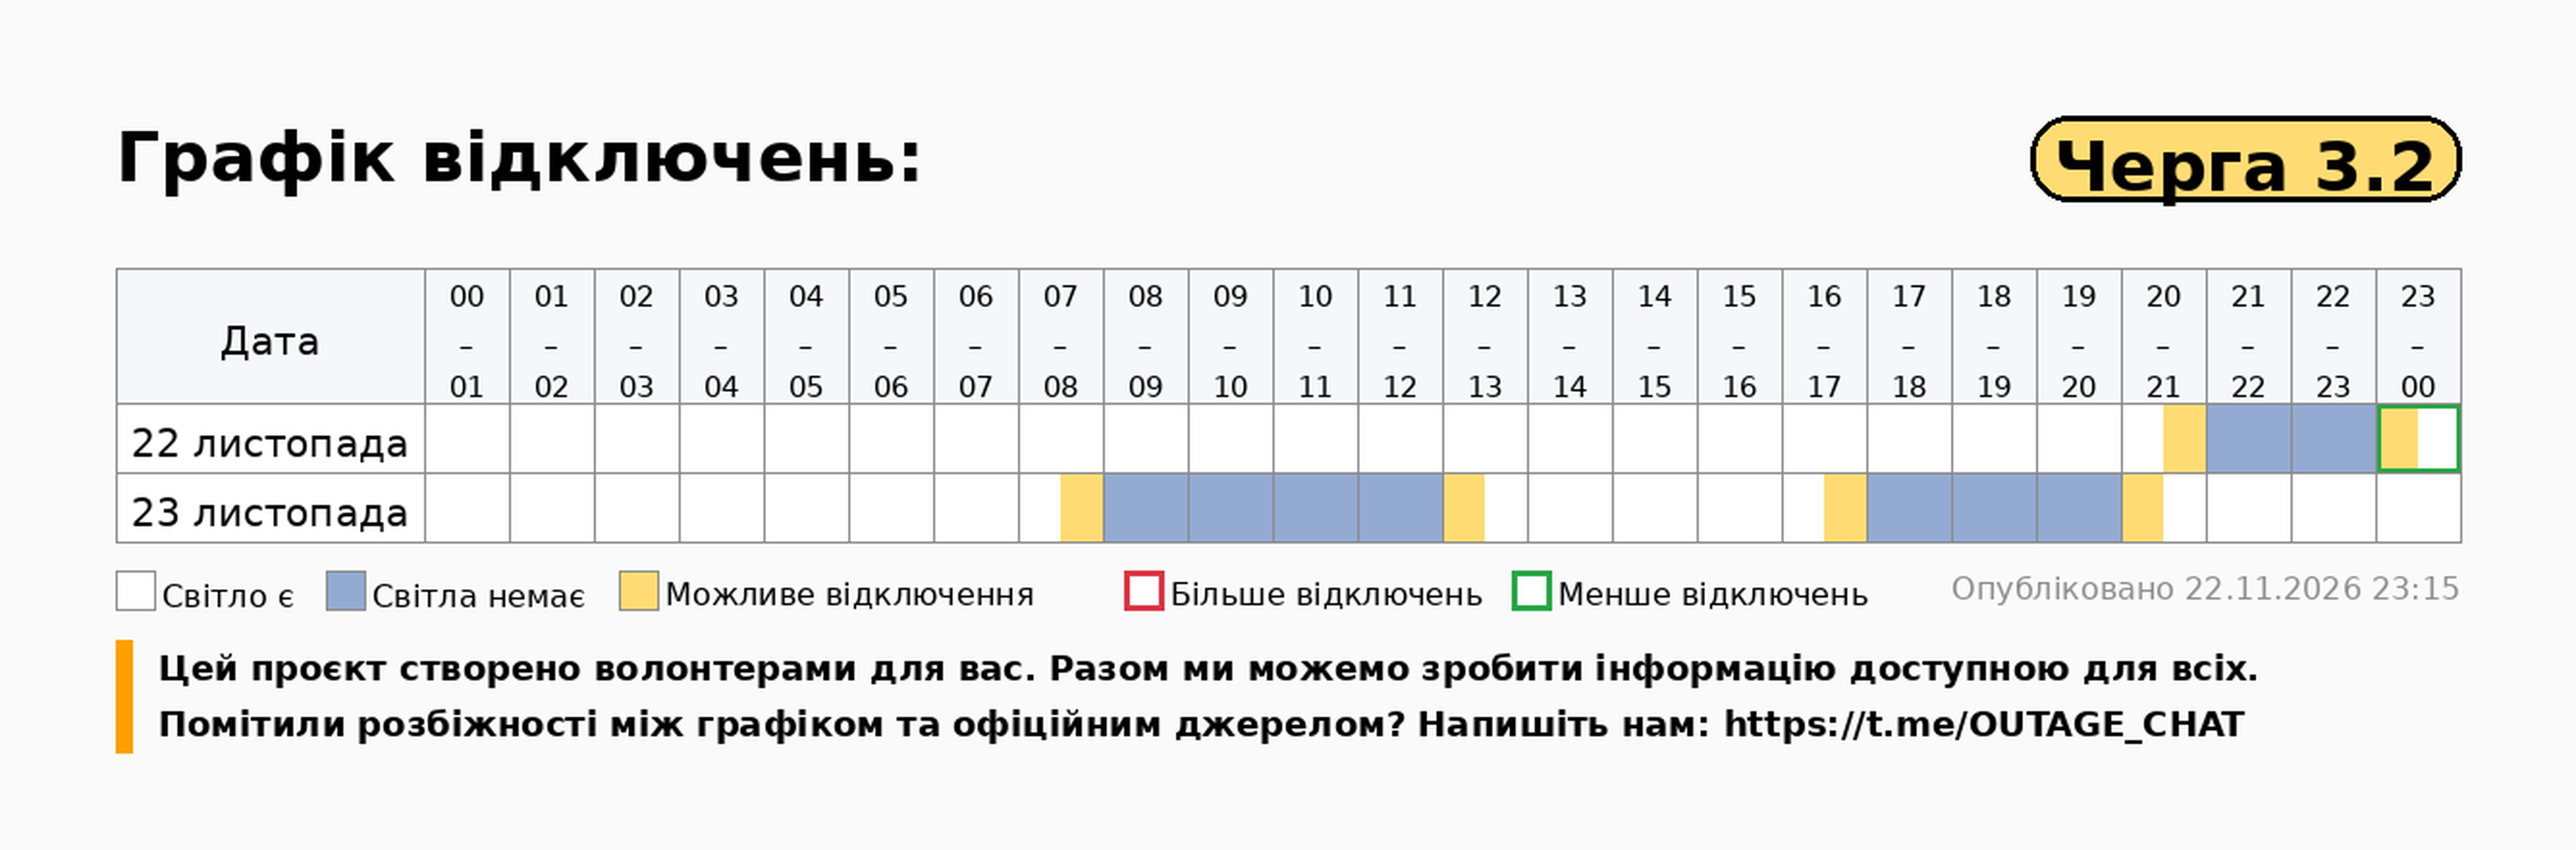 Графік відключень:
Черга 3.2
Дата 00 – 01 01 – 02 02 – 03 03 – 04 04 – 05 05 – 06 06 – 07 07 – 08 08 – 09 09 – 10 10 – 11 11 – 12 12 – 13 13 – 14 14 – 15 15 – 16 16 – 17 17 – 18 18 – 19 19 – 20 20 – 21 21 – 22 22 – 23 23 – 00
22 листопада
23 листопада
Світло є Світла немає Можливе відключення Більше відключень Менше відключень Опубліковано 22.11.2026 23:15
Цей проєкт створено волонтерами для вас. Разом ми можемо зробити інформацію доступною для всіх.
Помітили розбіжності між графіком та офіційним джерелом? Напишіть нам: https://t.me/OUTAGE_CHAT